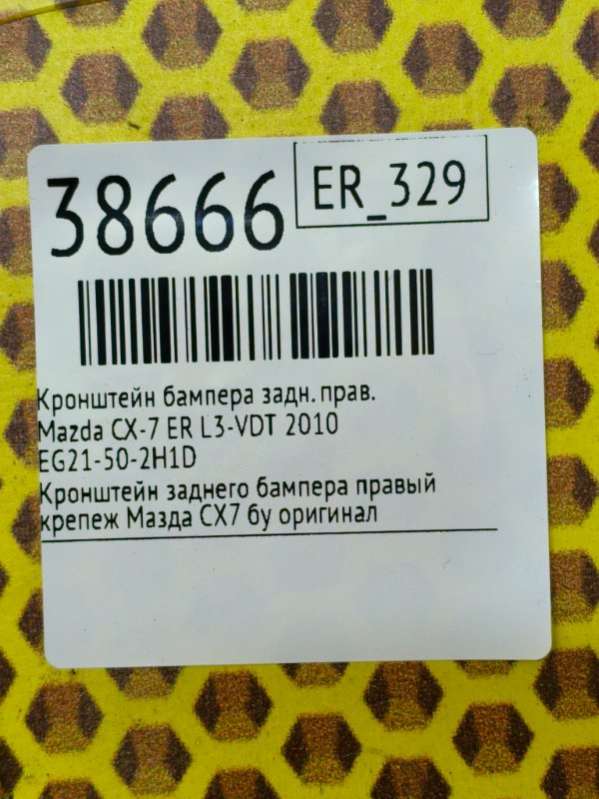 38666
ER_329
Кронштейн бампера задн. прав.
Mazda CX-7 ER L3-VDT 2010
EG21-50-2H1D
Кронштейн заднего бампера правый
крепеж Мазда СХ7 бу оригинал